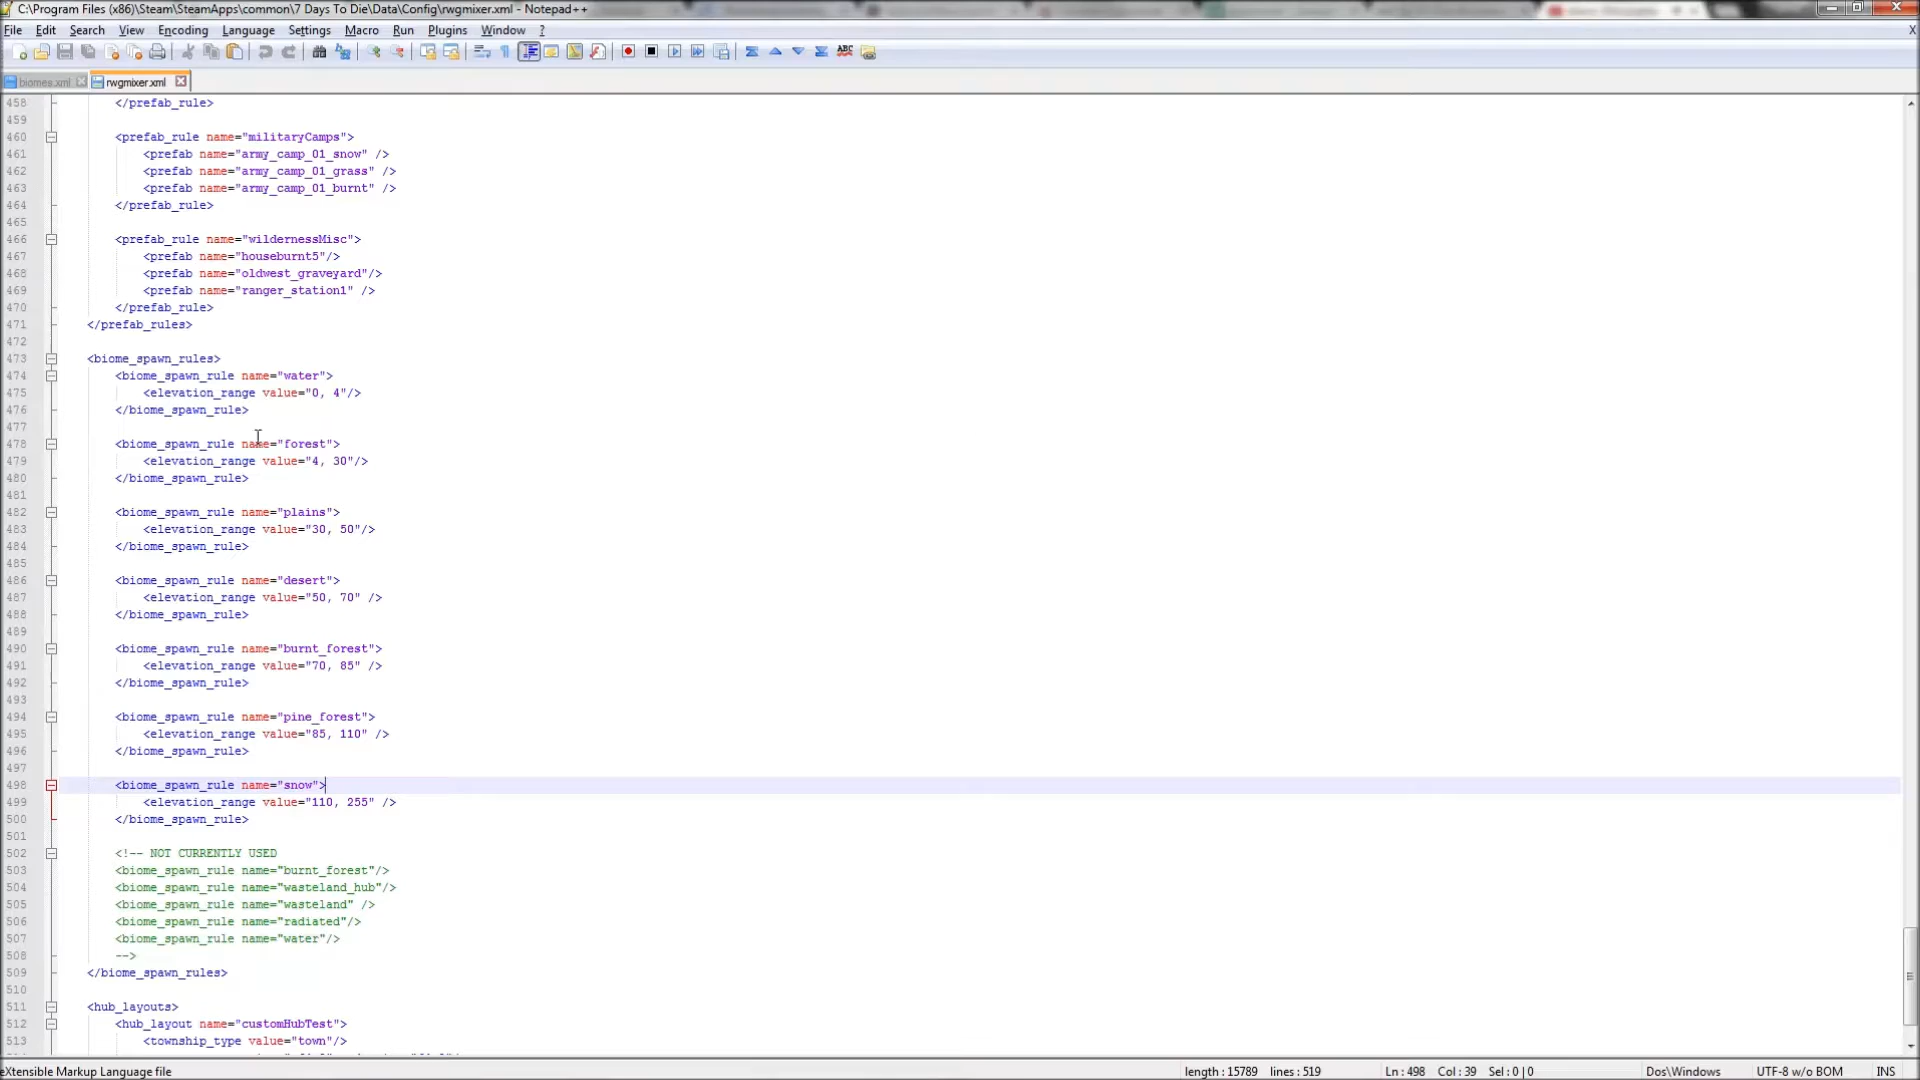 C:\Program Files (x86)\Steam\SteamApps\common\7 Days To Die\Data\Config\rwgmixer.xml - Notepad++
File Edit Search View Encoding Language Settings Macro Run Plugins Window ? X
ABC
biomes.xml rwgmixer.xml
458 </prefab_rule>
459
460 <prefab_rule name="militaryCamps">
461 <prefab name="army_camp_01_snow" />
462 <prefab name="army_camp_01_grass" />
463 <prefab name="army_camp_01_burnt" />
464 </prefab_rule>
465
466 <prefab_rule name="wildernessMisc">
467 <prefab name="houseburnt5"/>
468 <prefab name="oldwest_graveyard"/>
469 <prefab name="ranger_station1" />
470 </prefab_rule>
471 </prefab_rules>
472
473 <biome_spawn_rules>
474 <biome_spawn_rule name="water">
475 <elevation_range value="0, 4"/>
476 </biome_spawn_rule>
477
478 <biome_spawn_rule name="forest">
479 <elevation_range value="4, 30"/>
480 </biome_spawn_rule>
481
482 <biome_spawn_rule name="plains">
483 <elevation_range value="30, 50"/>
484 </biome_spawn_rule>
485
486 <biome_spawn_rule name="desert">
487 <elevation_range value="50, 70" />
488 </biome_spawn_rule>
489
490 <biome_spawn_rule name="burnt_forest">
491 <elevation_range value="70, 85" />
492 </biome_spawn_rule>
493
494 <biome_spawn_rule name="pine_forest">
495 <elevation_range value="85, 110" />
496 </biome_spawn_rule>
497
498 <biome_spawn_rule name="snow">
499 <elevation_range value="110, 255" />
500 </biome_spawn_rule>
501
502 <!-- NOT CURRENTLY USED
503 <biome_spawn_rule name="burnt_forest"/>
504 <biome_spawn_rule name="wasteland_hub"/>
505 <biome_spawn_rule name="wasteland" />
506 <biome_spawn_rule name="radiated"/>
507 <biome_spawn_rule name="water"/>
508 -->
509 </biome_spawn_rules>
510
511 <hub_layouts>
512 <hub_layout name="customHubTest">
513 <township_type value="town"/>
eXtensible Markup Language file length : 15789 lines : 519 Ln : 498 Col : 39 Sel : 0 | 0 Dos\Windows UTF-8 w/o BOM INS